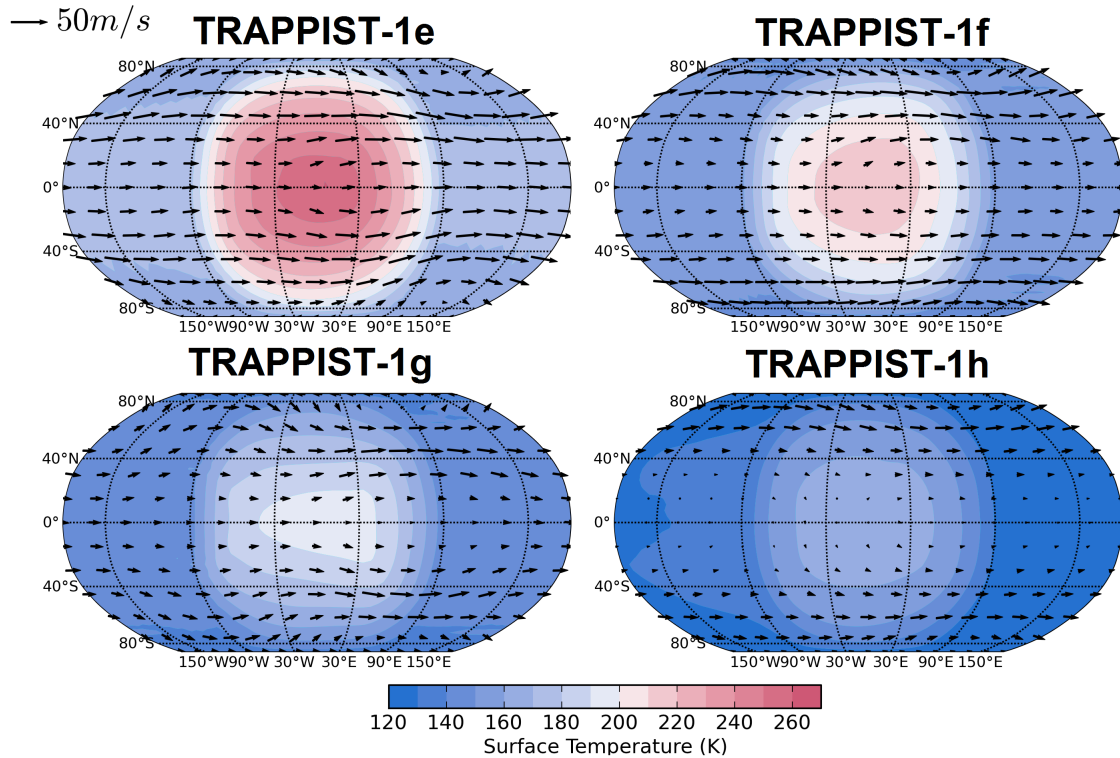 50m/s
TRAPPIST-1e
TRAPPIST-1f
80°N
40°N
0°
40°S
80°S
150°W90°W 30°W 30°E 90°E 150°E
80°N
40°N
0°
40°S
80°S
150°W90°W 30°W 30°E 90°E 150°E
TRAPPIST-1g
TRAPPIST-1h
80°N
40°N
0°
40°S
80°S
150°W90°W 30°W 30°E 90°E 150°E
80°N
40°N
0°
40°S
80°S
150°W90°W 30°W 30°E 90°E 150°E
120 140 160 180 200 220 240 260
Surface Temperature (K)